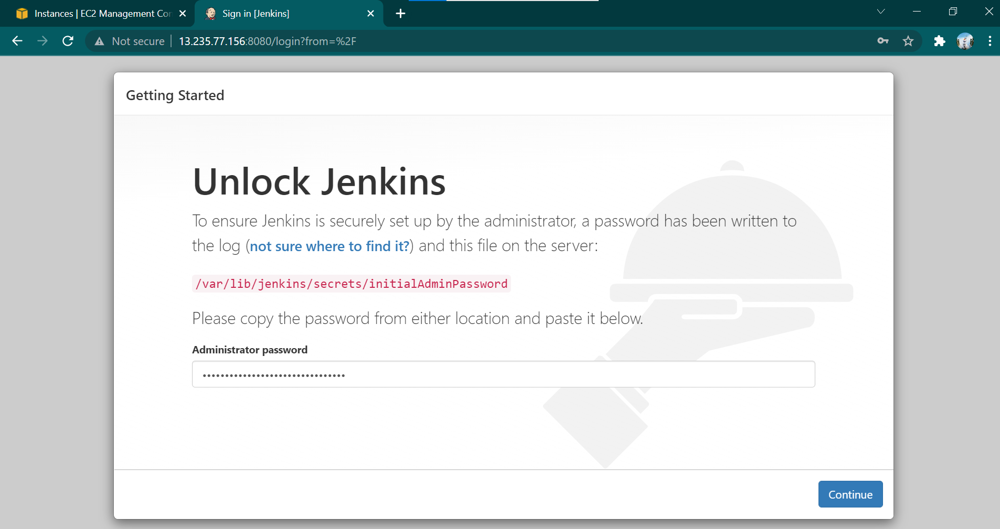 Instances | EC2 Management Con
Sign in [Jenkins]
Not secure | 13.235.77.156:8080/login?from=%2F
Getting Started
Unlock Jenkins
To ensure Jenkins is securely set up by the administrator, a password has been written to
the log (not sure where to find it?) and this file on the server:
/var/lib/jenkins/secrets/initialAdminPassword
Please copy the password from either location and paste it below.
Administrator password
••••••••••••••••••••••••••••••••
Continue